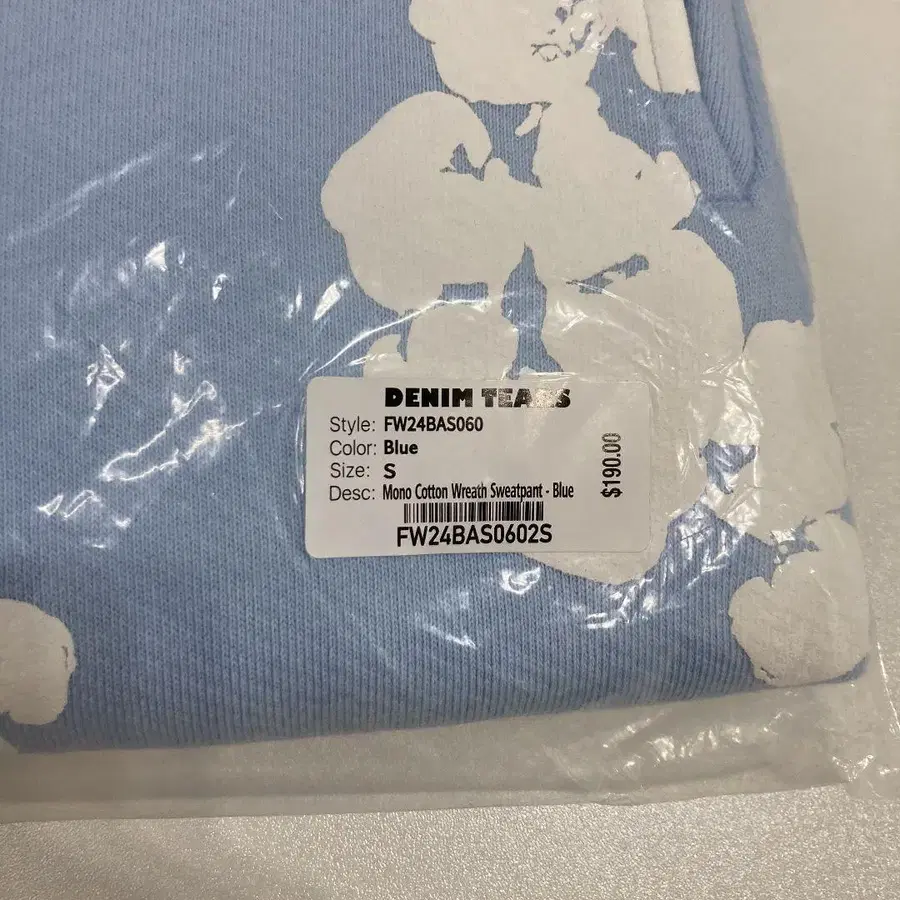 DENIM TEARS
Style: FW24BAS060
Color: Blue
Size: S
Desc: Mono Cotton Wreath Sweatpant - Blue
FW24BAS0602S
$190.00